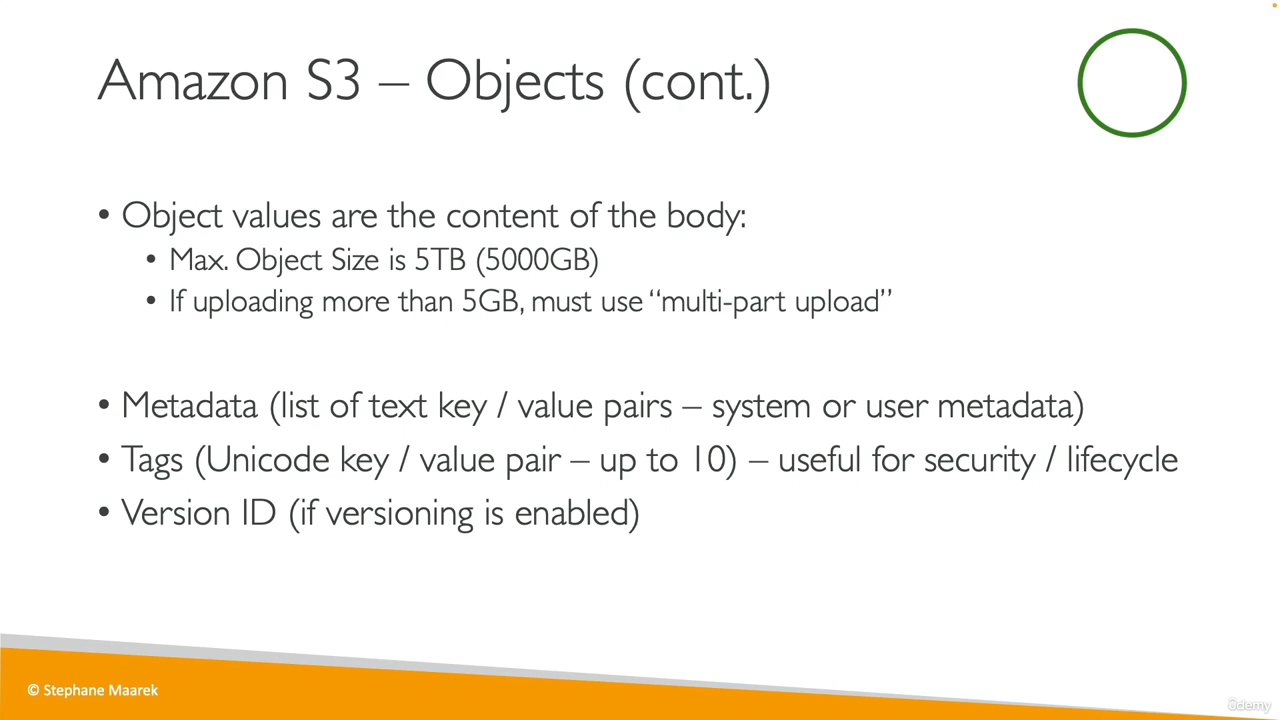 Amazon S3 – Objects (cont.)
• Object values are the content of the body:
• Max. Object Size is 5TB (5000GB)
• If uploading more than 5GB, must use “multi-part upload”
• Metadata (list of text key / value pairs – system or user metadata)
• Tags (Unicode key / value pair – up to 10) – useful for security / lifecycle
• Version ID (if versioning is enabled)
© Stephane Maarek
ûdemy